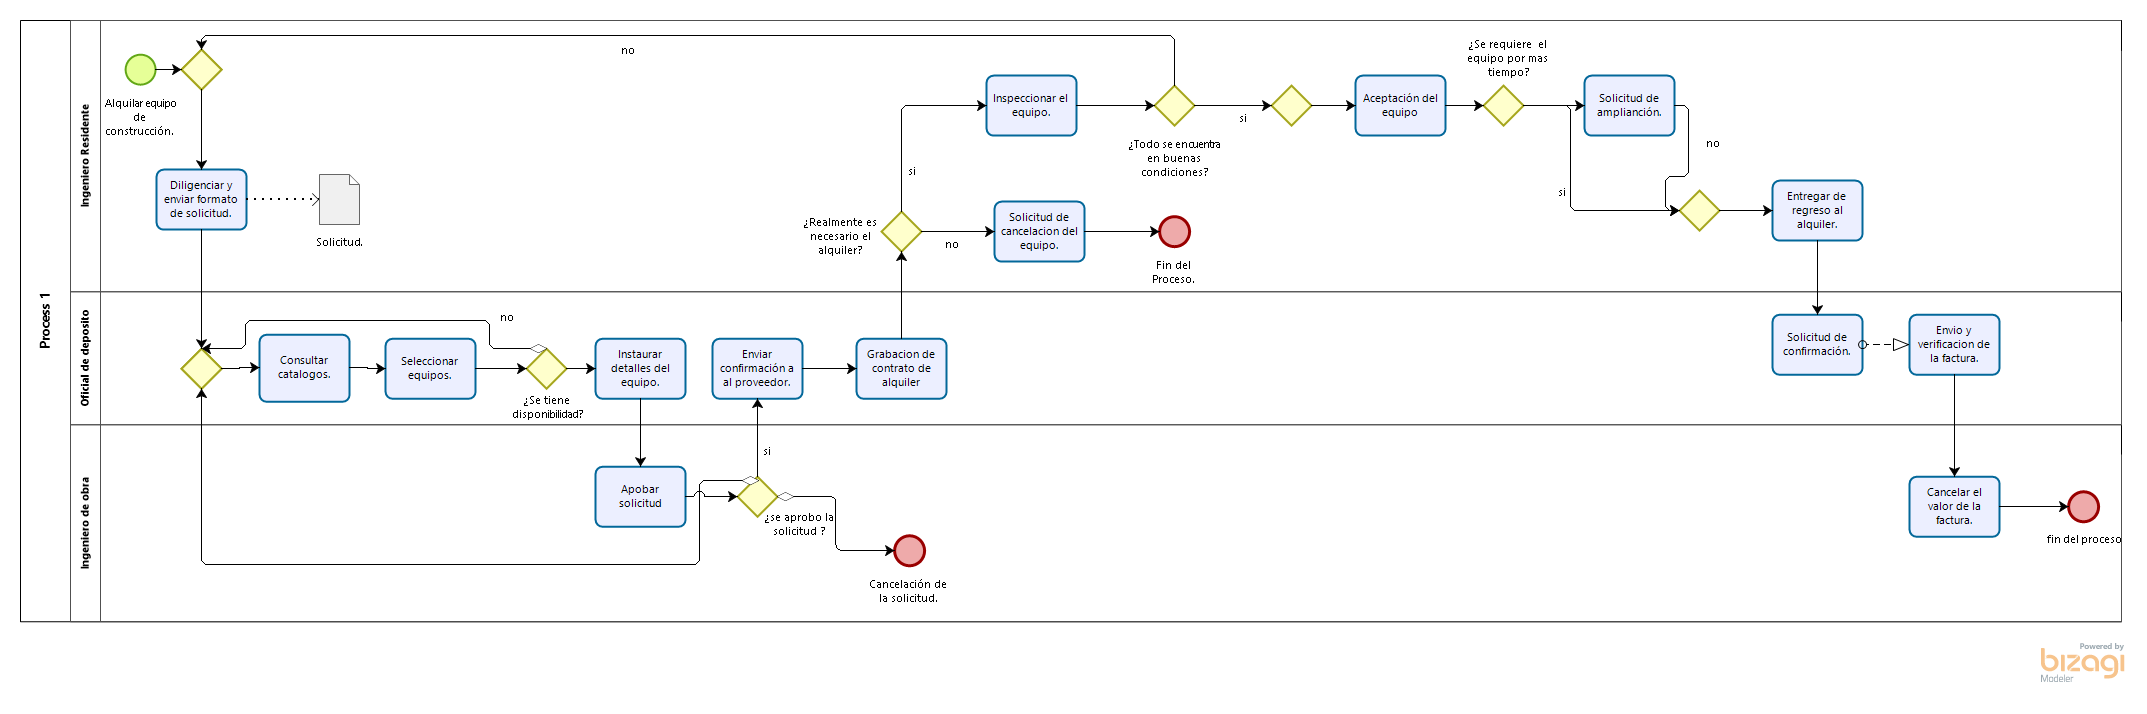 Process 1
Ingeniero Residente
Alquilar equipo
de
construcción.
no
Diligenciar y
enviar formato
de solicitud.
Solicitud.
¿Realmente es
necesario el
alquiler?
si
no
Inspeccionar el
equipo.
Solicitud de
cancelacion del
equipo.
Fin del
Proceso.
¿Todo se encuentra
en buenas
condiciones?
si
Aceptación del
equipo
¿Se requiere el
equipo por mas
tiempo?
Solicitud de
amplianción.
si
no
Entregar de
regreso al
alquiler.
Oficial de deposito
no
Consultar
catalogos.
Seleccionar
equipos.
¿Se tiene
disponibilidad?
Instaurar
detalles del
equipo.
Enviar
confirmación a
al proveedor.
Grabacion de
contrato de
alquiler
Solicitud de
confirmación.
Envio y
verificacion de
la factura.
Ingeniero de obra
Apobar
solicitud
si
¿se aprobo la
solicitud ?
Cancelación de
la solicitud.
Cancelar el
valor de la
factura.
fin del proceso
Powered by
bizagi
Modeler